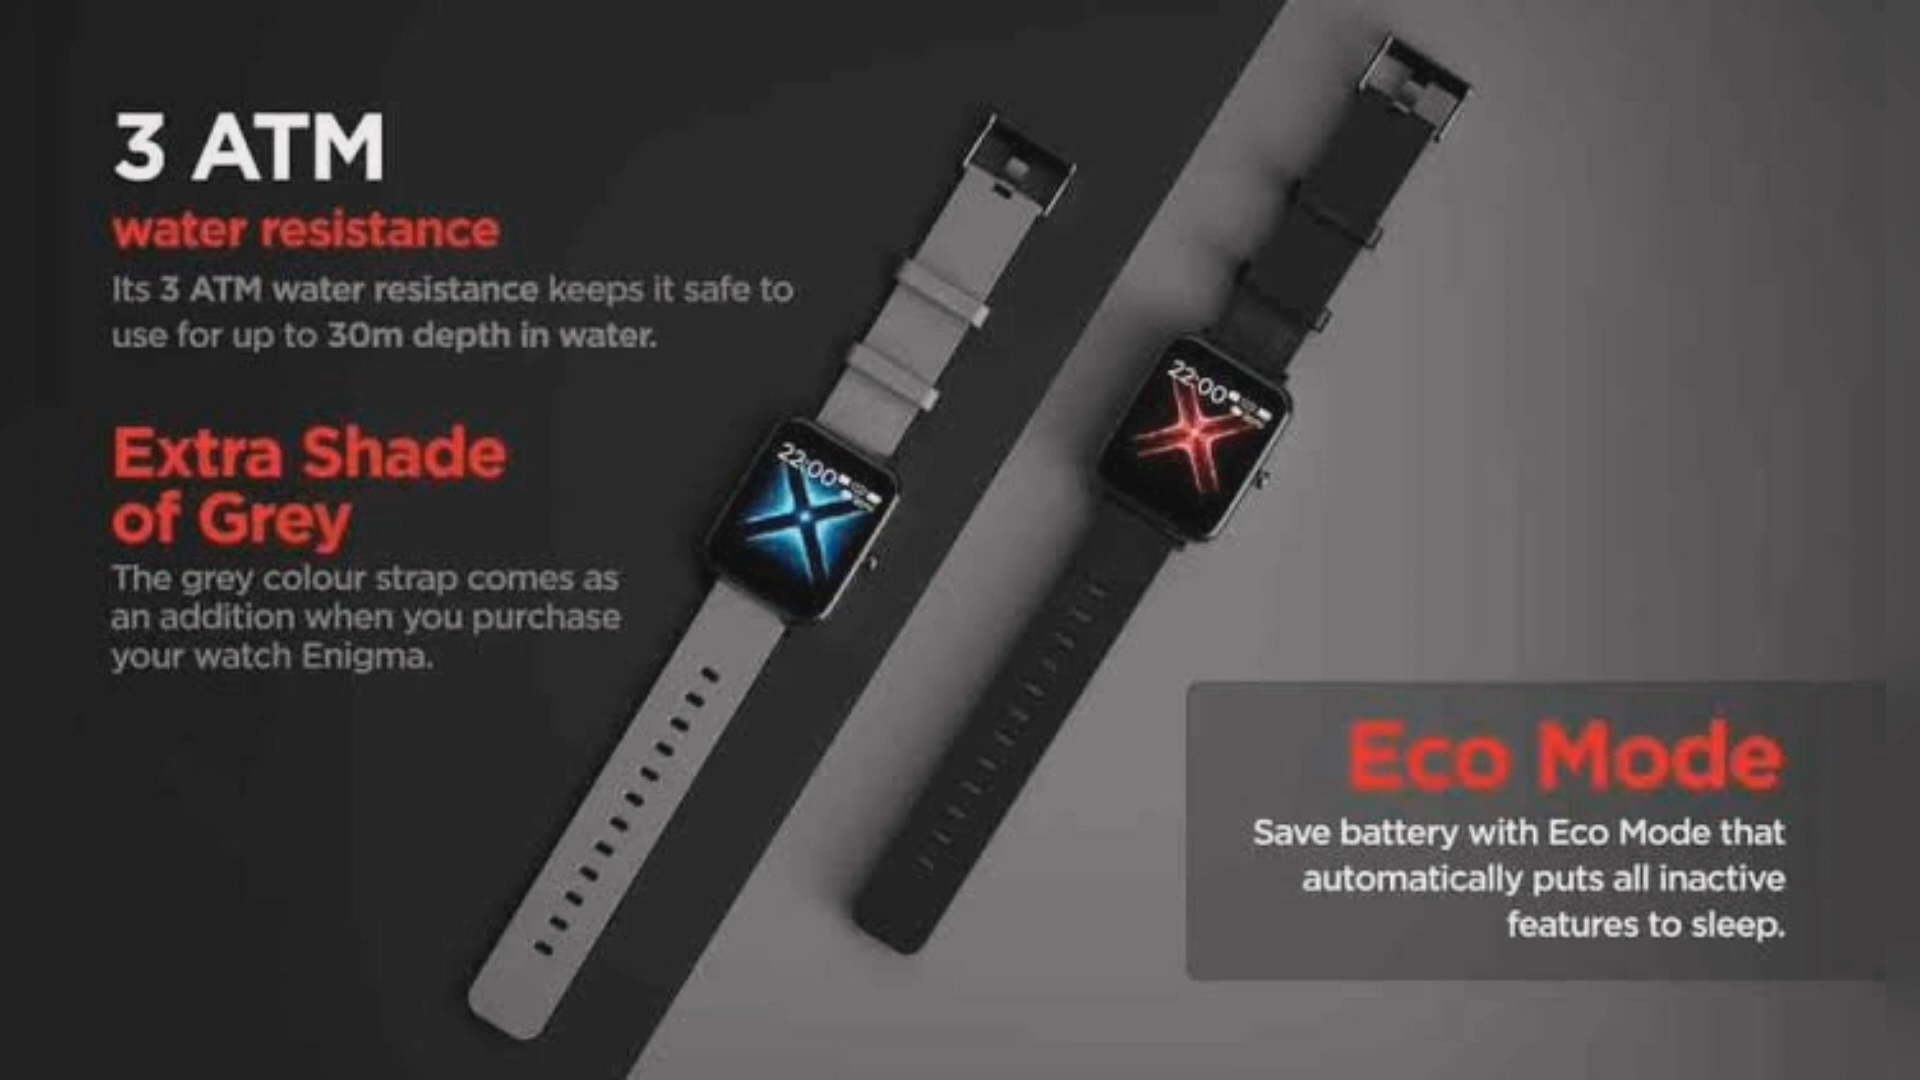 3 ATM
water resistance
Its 3 ATM water resistance keeps it safe to
use for up to 30m depth in water.
Extra Shade
of Grey
The grey colour strap comes as
an addition when you purchase
your watch Enigma.
22:00
22:00
Eco Mode
Save battery with Eco Mode that
automatically puts all inactive
features to sleep.